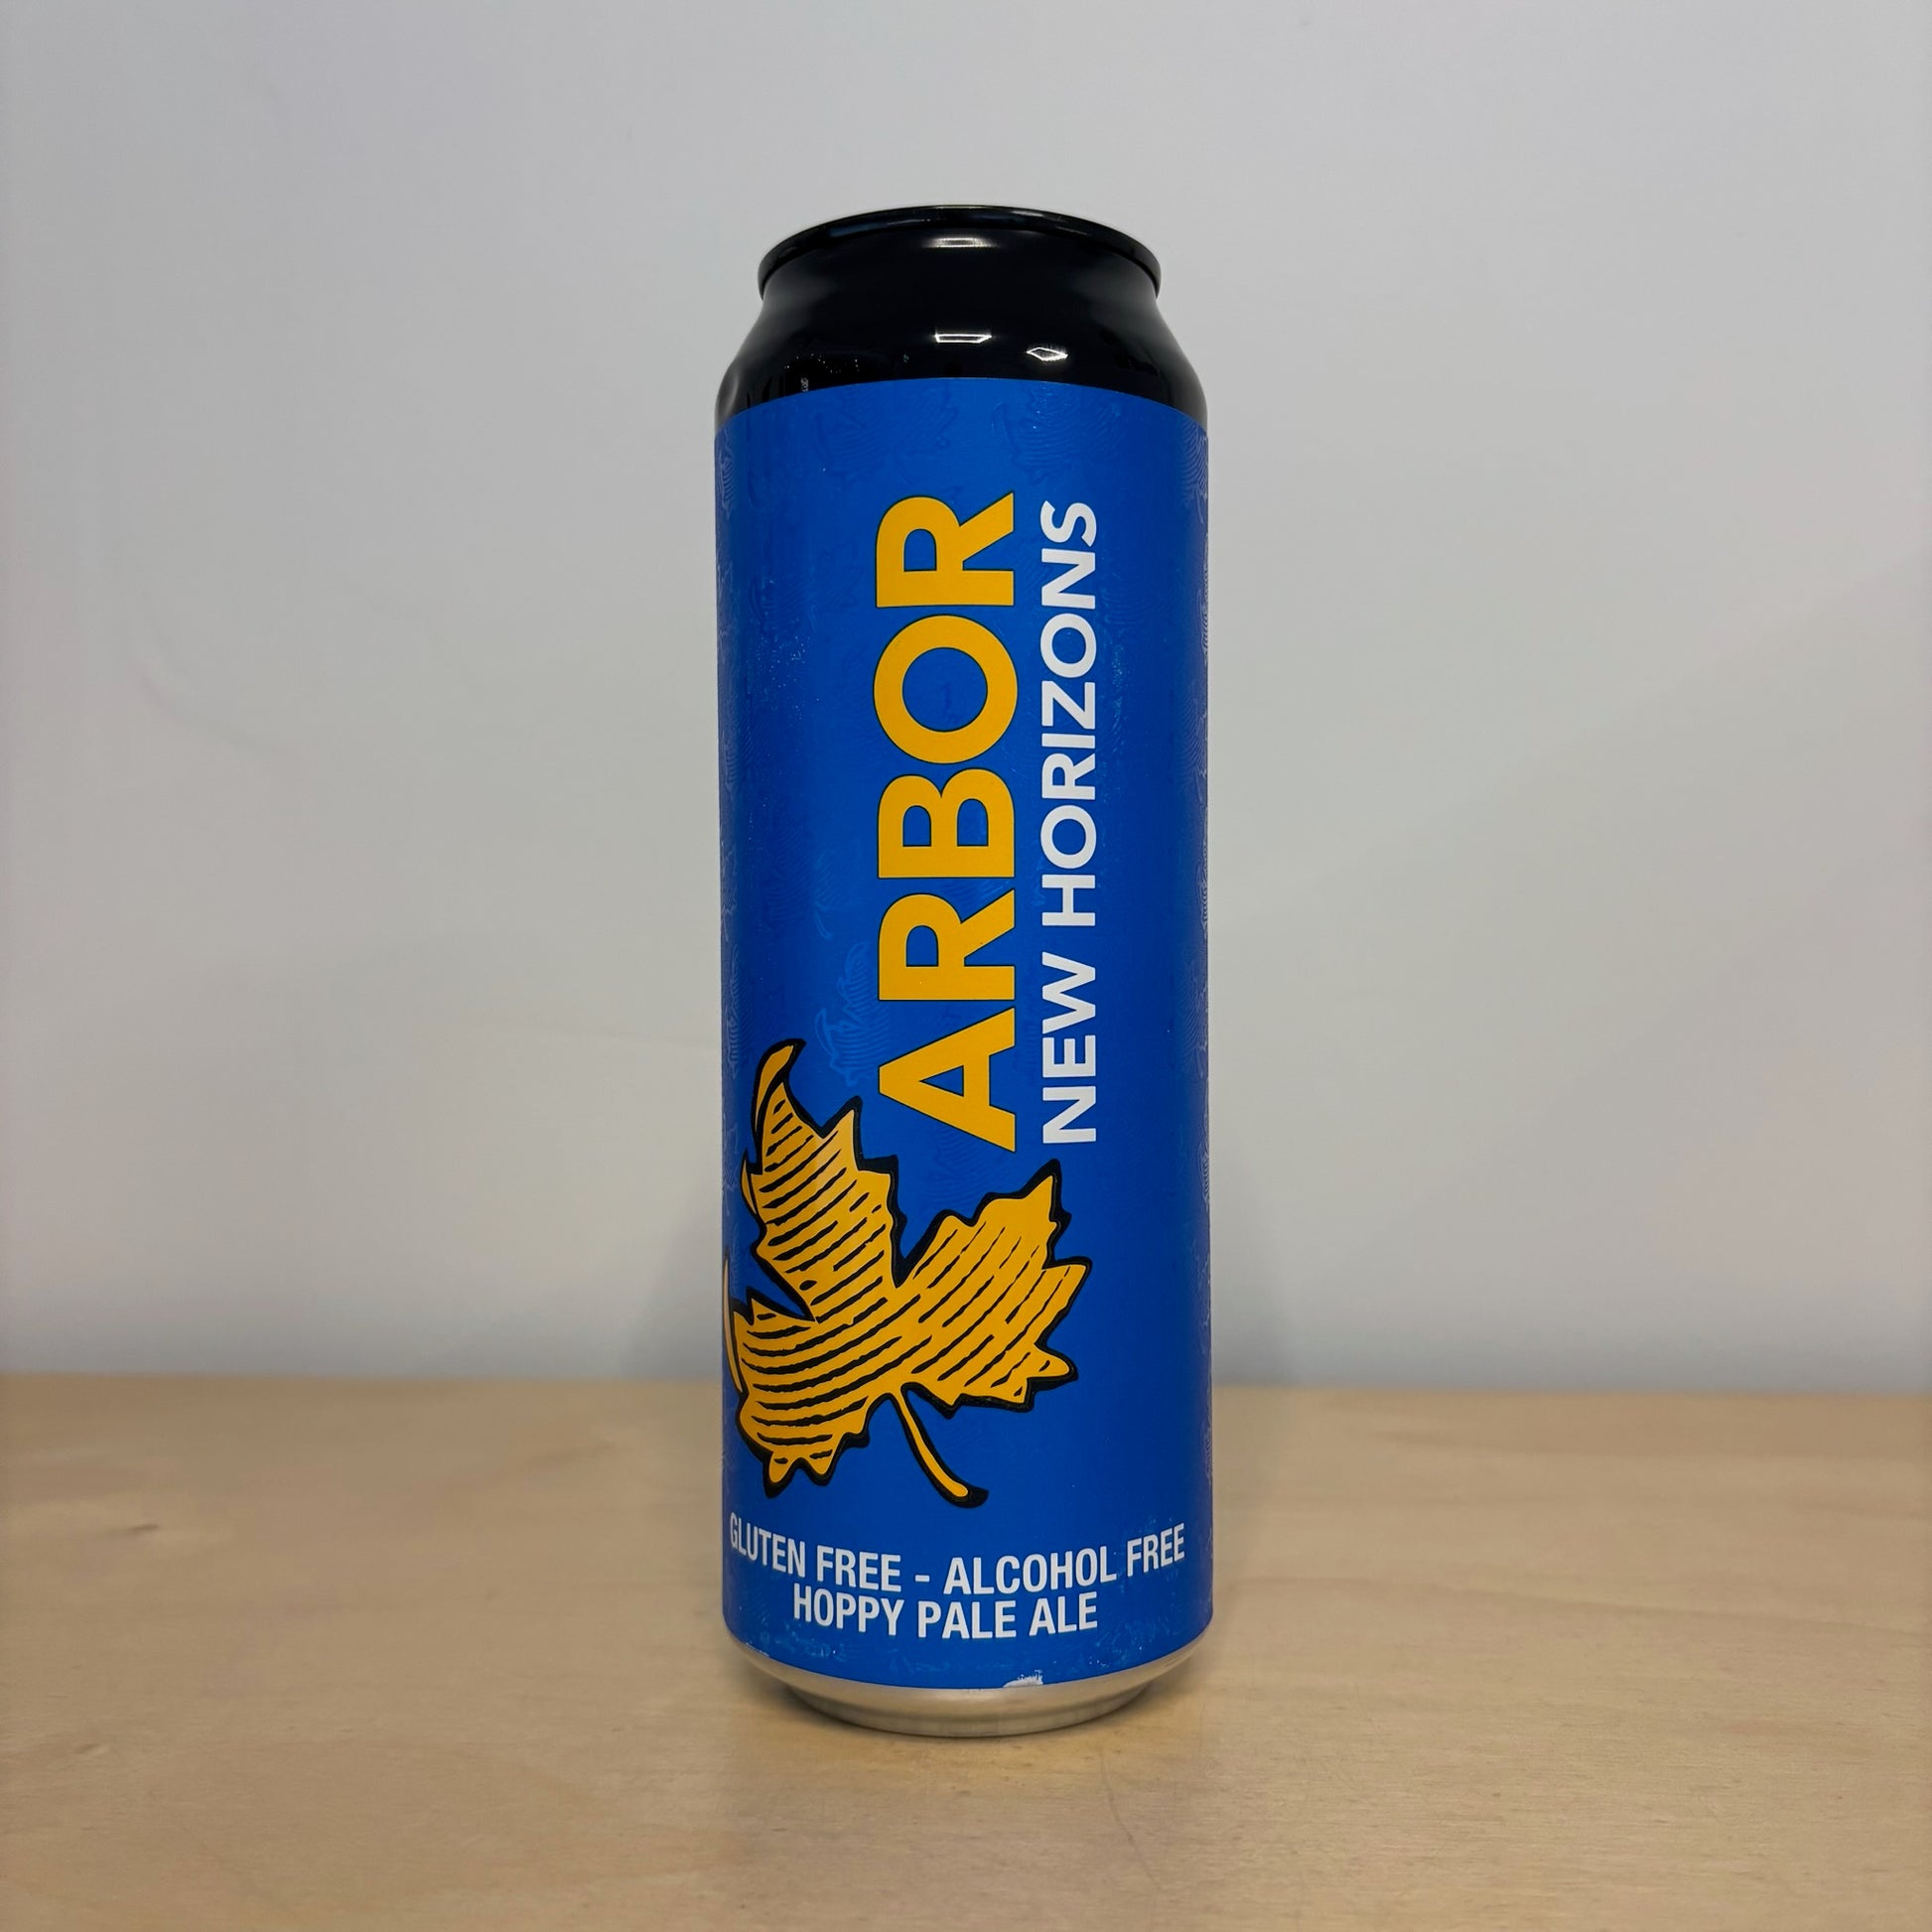 ARBOR
NEW HORIZONS
GLUTEN FREE - ALCOHOL FREE
HOPPY PALE ALE